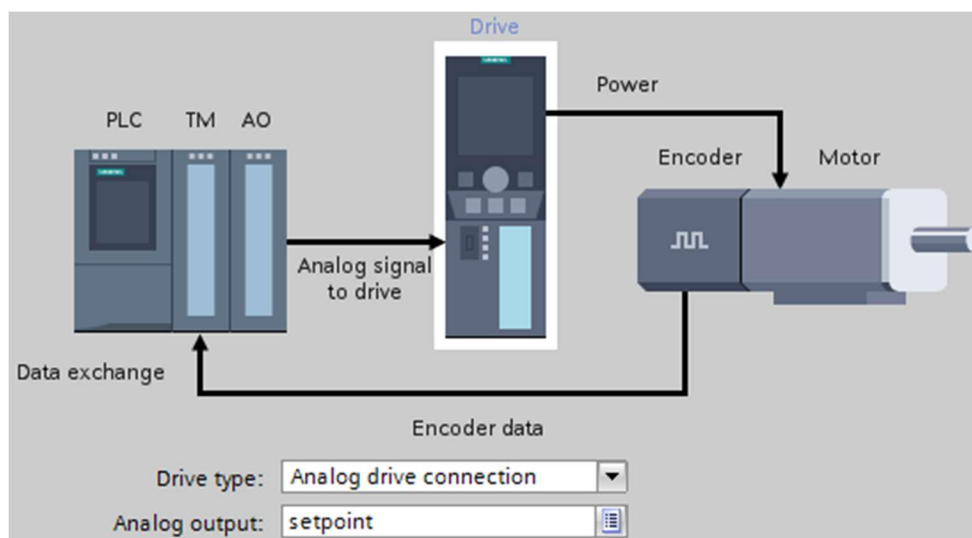 Drive
Power
PLC TM AO
Encoder Motor
Analog signal
to drive
Data exchange
Encoder data
Drive type: Analog drive connection
Analog output: setpoint